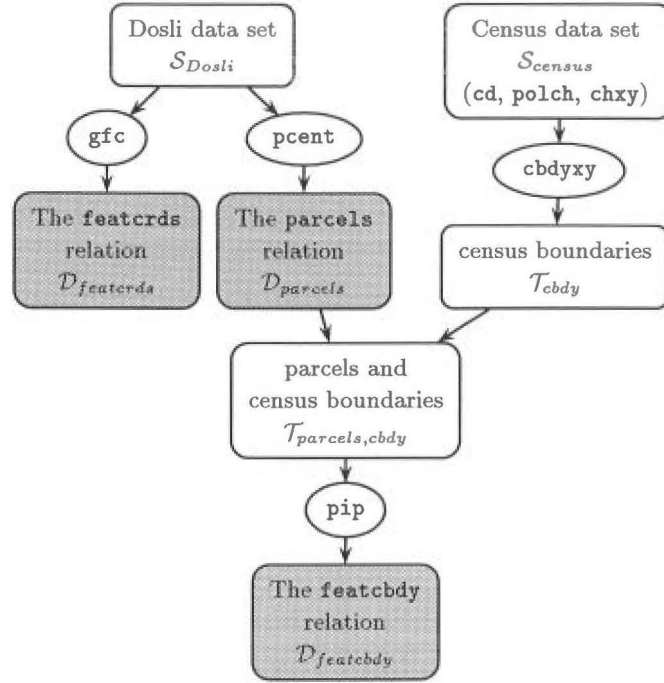 Dosli data set
S_Dosli
Census data set
S_census
(cd, polch, chxy)
gfc
pcent
cbdyxy
The featcrds
relation
D_featcrds
The parcels
relation
D_parcels
census boundaries
T_cbdy
parcels and
census boundaries
T_parcels,cbdy
pip
The featcbdy
relation
D_featcbdy